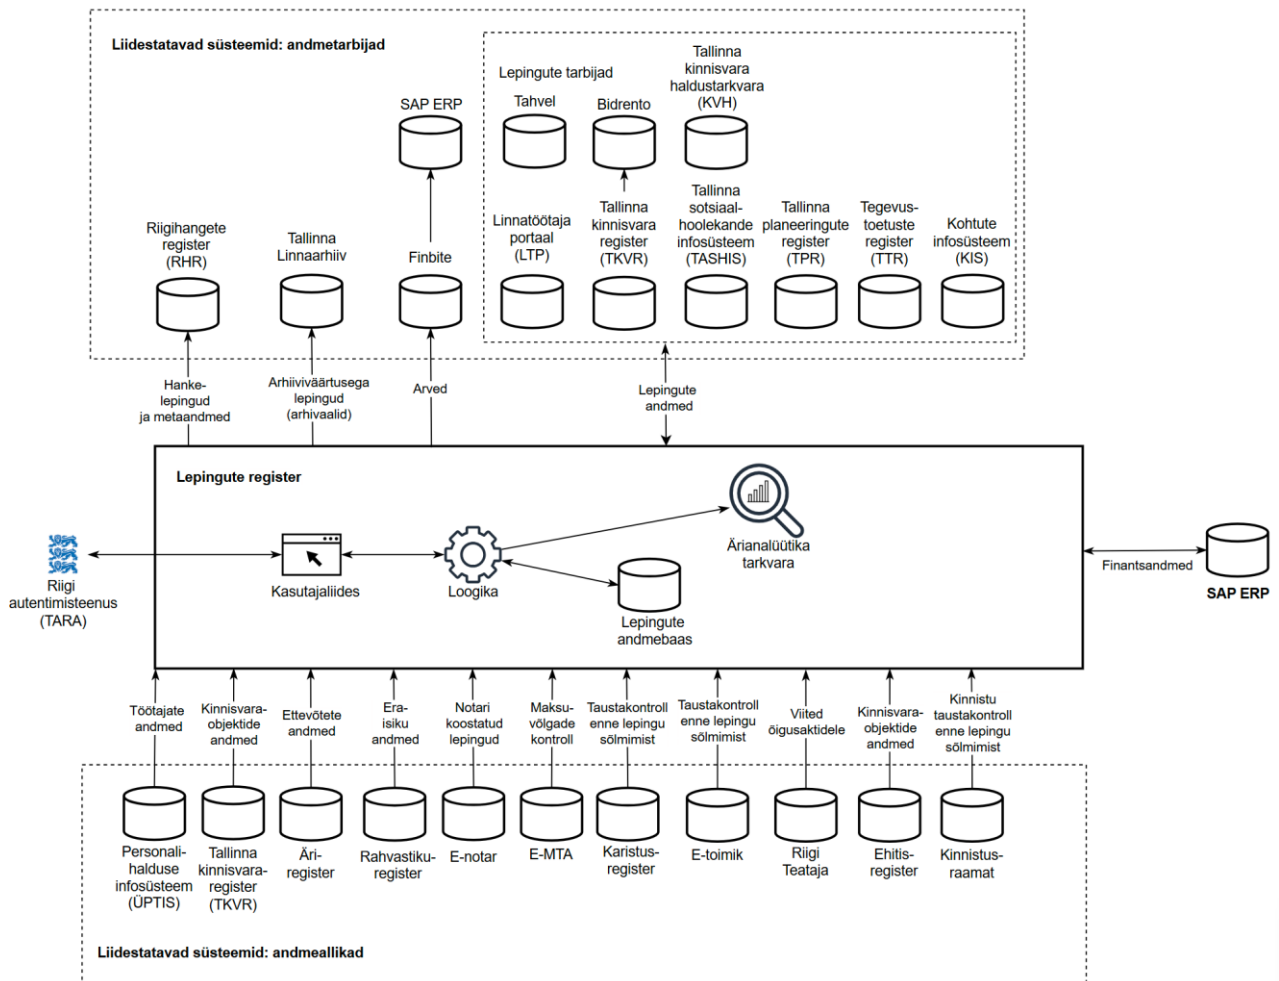 Liidestatavad süsteemid: andmetarbijad
Lepingute tarbijad
SAP ERP
Tahvel
Bidrento
Tallinna
kinnisvara
haldustarkvara
(KVH)
Riigihangete
register
(RHR)
Tallinna
Linnaarhiiv
Finbite
Linnatöötaja
portaal
(LTP)
Tallinna
kinnisvara
register
(TKVR)
Tallinna
sotsiaal-
hoolekande
infosüsteem
(TASHIS)
Tallinna
planeeringute
register
(TPR)
Tegevus-
toetuste
register
(TTR)
Kohtute
infosüsteem
(KIS)
Hanke-
lepingud
ja metaandmed
Arhiiviväärtusega
lepingud
(arhivaalid)
Arved
Lepingute
andmed
Lepingute register
Riigi
autentimisteenus
(TARA)
Kasutajaliides
Loogika
Ärianalüütika
tarkvara
Lepingute
andmebaas
Finantsandmed
SAP ERP
Töötajate
andmed
Kinnisvara-
objektide
andmed
Ettevõtete
andmed
Era-
isiku
andmed
Notari
koostatud
lepingud
Maksu-
võlgade
kontroll
Taustakontroll
enne lepingu
sõlmimist
Taustakontroll
enne lepingu
sõlmimist
Viited
õigusaktidele
Kinnisvara-
objektide
andmed
Kinnistu
taustakontroll
enne lepingu
sõlmimist
Personali-
halduse
infosüsteem
(ÜPTIS)
Tallinna
kinnisvara-
register
(TKVR)
Äri-
register
Rahvastiku-
register
E-notar
E-MTA
Karistus-
register
E-toimik
Riigi
Teataja
Ehitis-
register
Kinnistus-
raamat
Liidestatavad süsteemid: andmeallikad